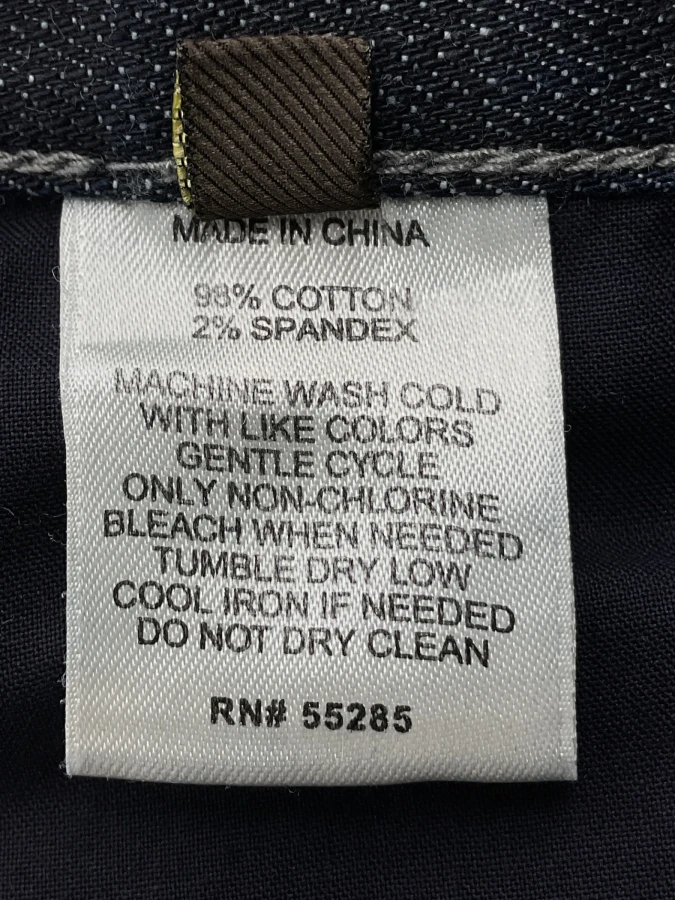 MADE IN CHINA
98% COTTON
2% SPANDEX
MACHINE WASH COLD
WITH LIKE COLORS
GENTLE CYCLE
ONLY NON-CHLORINE
BLEACH WHEN NEEDED
TUMBLE DRY LOW
COOL IRON IF NEEDED
DO NOT DRY CLEAN
RN# 55285